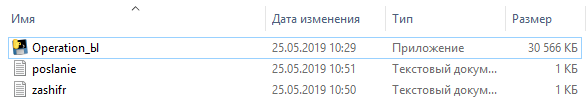 Имя Дата изменения Тип Размер
Operation_bl 25.05.2019 10:29 Приложение 30 566 КБ
poslanie 25.05.2019 10:51 Текстовый докум... 1 КБ
zashifr 25.05.2019 10:50 Текстовый докум... 1 КБ